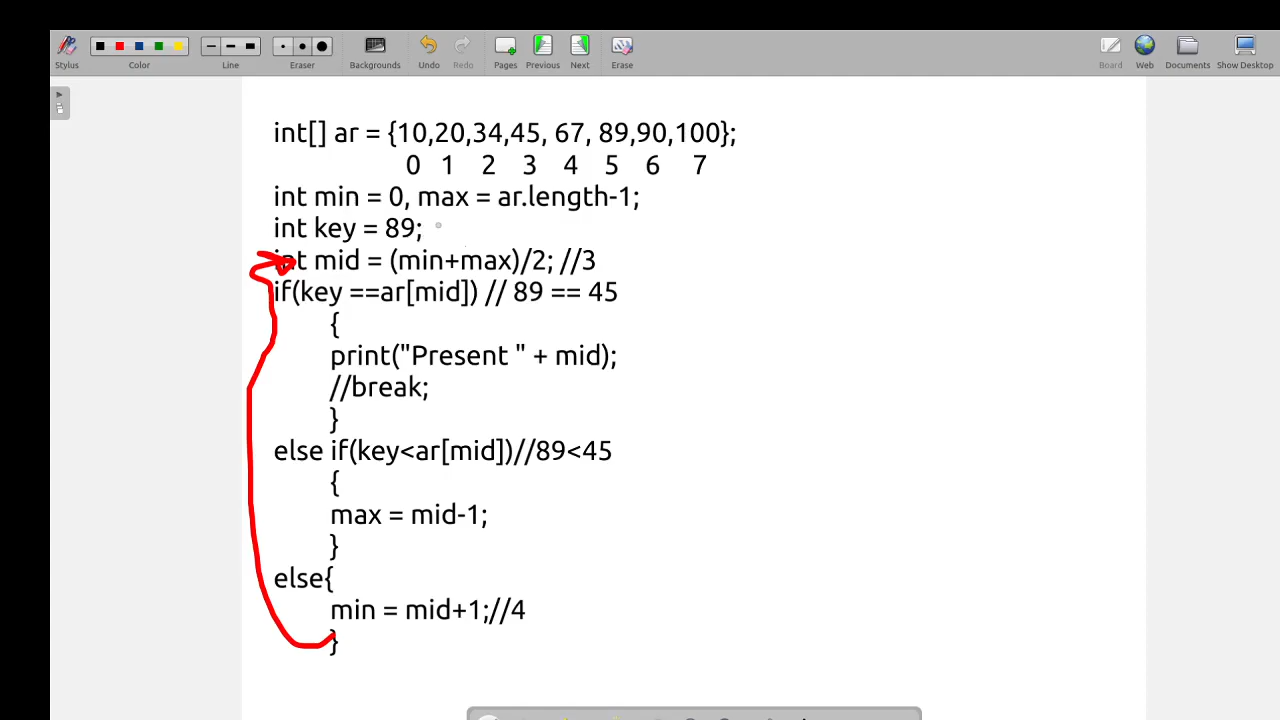 Stylus Color Line Eraser Backgrounds Undo Redo Pages Previous Next Erase Board Web Documents Show Desktop
int[] ar = {10,20,34,45, 67, 89,90,100};
0 1 2 3 4 5 6 7
int min = 0, max = ar.length-1;
int key = 89;
int mid = (min+max)/2; //3
if(key ==ar[mid]) // 89 == 45
{
print("Present " + mid);
//break;
}
else if(key<ar[mid])//89<45
{
max = mid-1;
}
else{
min = mid+1;//4
}